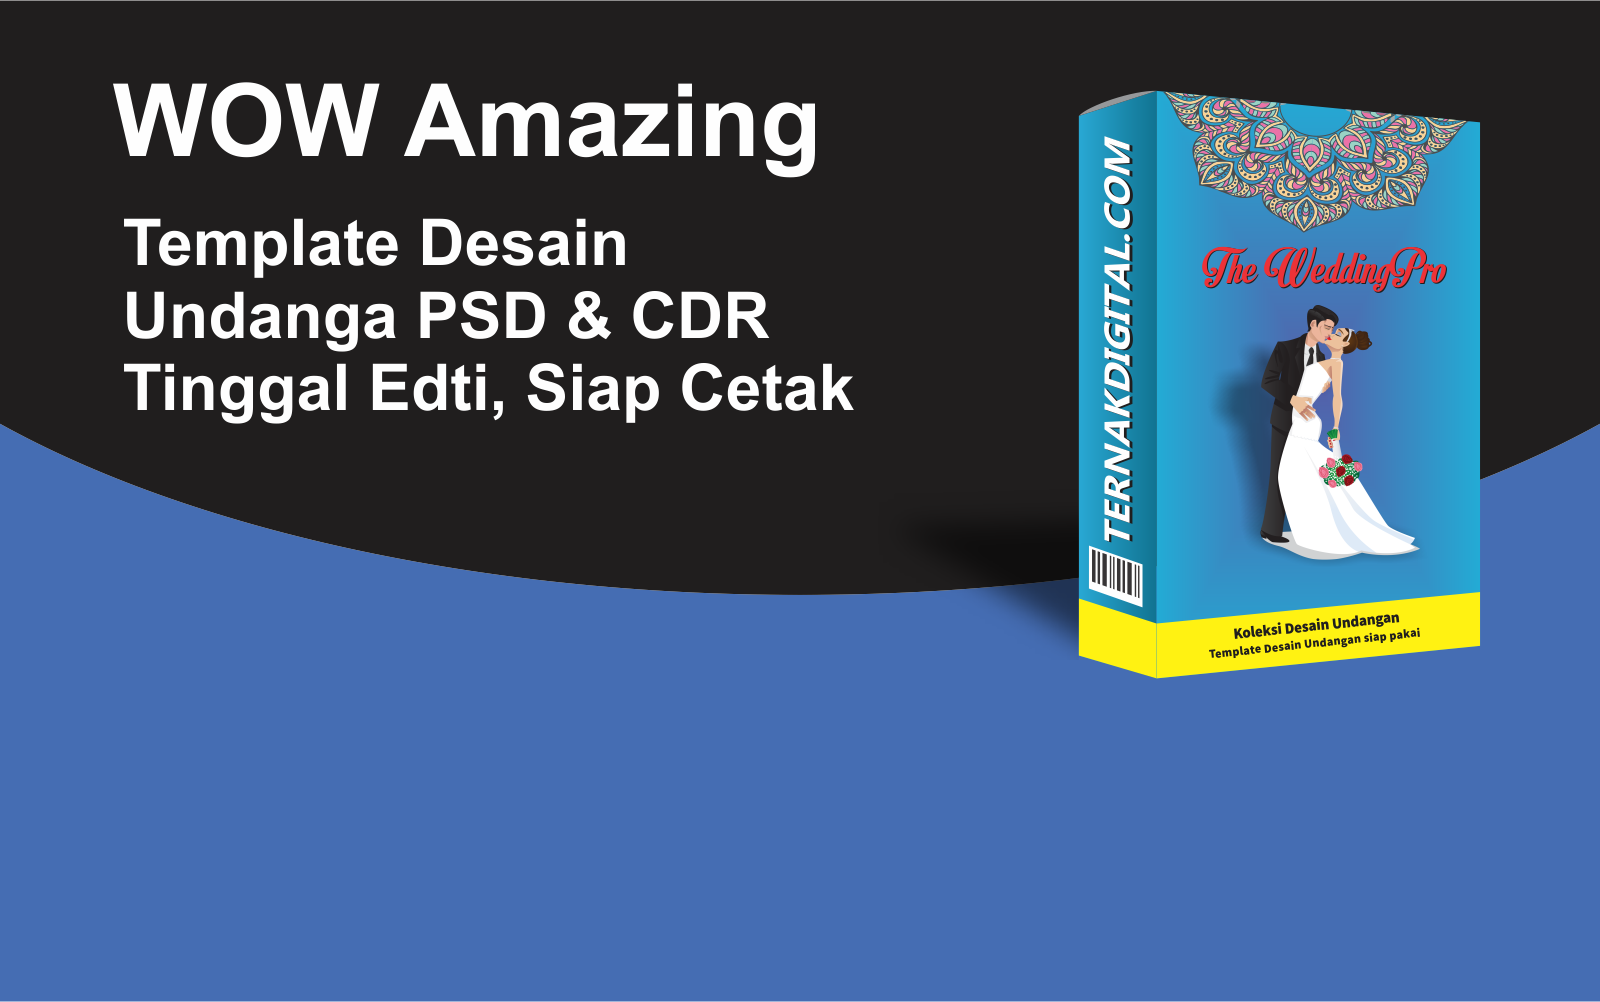 WOW Amazing
Template Desain
Undanga PSD & CDR
Tinggal Edti, Siap Cetak
TERNAKDIGITAL.COM
The WeddingPro
Koleksi Desain Undangan
Template Desain Undangan siap pakai